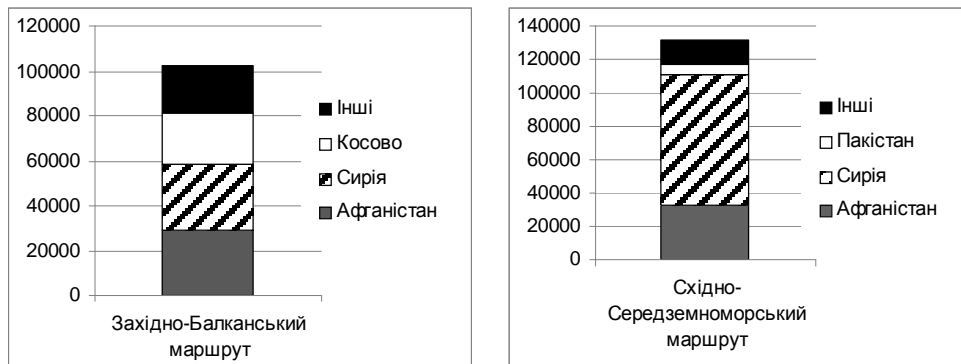 120000
100000
80000
60000
40000
20000
0
Інші
Косово
Сирія
Афганістан
Західно-Балканський
маршрут
140000
120000
100000
80000
60000
40000
20000
0
Інші
Пакістан
Сирія
Афганістан
Східно-
Середземноморський
маршрут